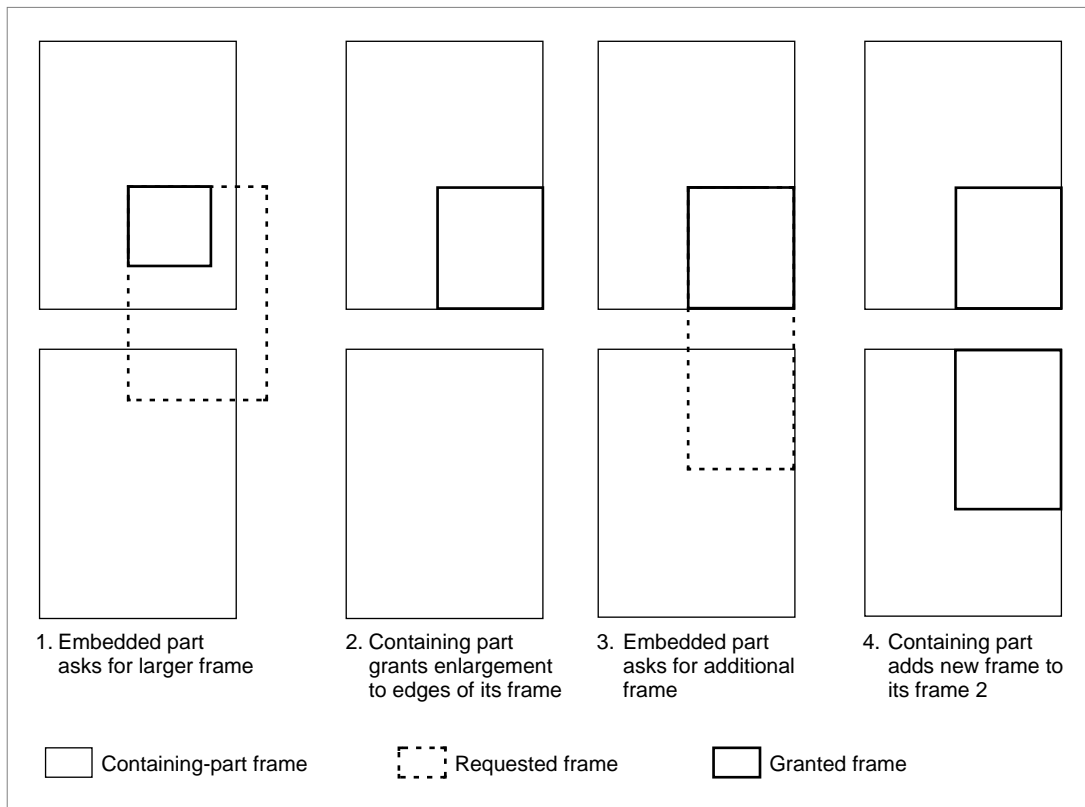 1. Embedded part
asks for larger frame
2. Containing part
grants enlargement
to edges of its frame
3. Embedded part
asks for additional
frame
4. Containing part
adds new frame to
its frame 2
Containing-part frame
Requested frame
Granted frame